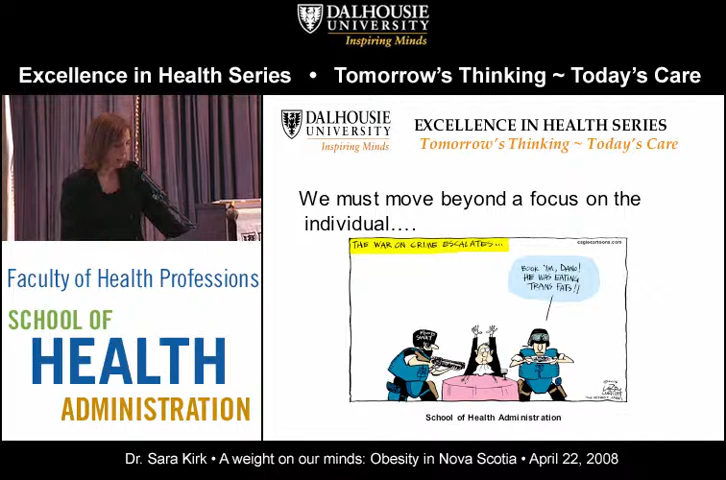 DALHOUSIE
UNIVERSITY
Inspiring Minds
Excellence in Health Series • Tomorrow's Thinking ~ Today's Care
DALHOUSIE
UNIVERSITY
Inspiring Minds
EXCELLENCE IN HEALTH SERIES
Tomorrow's Thinking ~ Today's Care
We must move beyond a focus on the
individual....
THE WAR ON CRIME ESCALATES...
caglecartoons.com
BOOK 'IM, DANO!
HE WAS EATING
TRANS FATS!!
School of Health Administration
Faculty of Health Professions
SCHOOL OF
HEALTH
ADMINISTRATION
Dr. Sara Kirk • A weight on our minds: Obesity in Nova Scotia • April 22, 2008